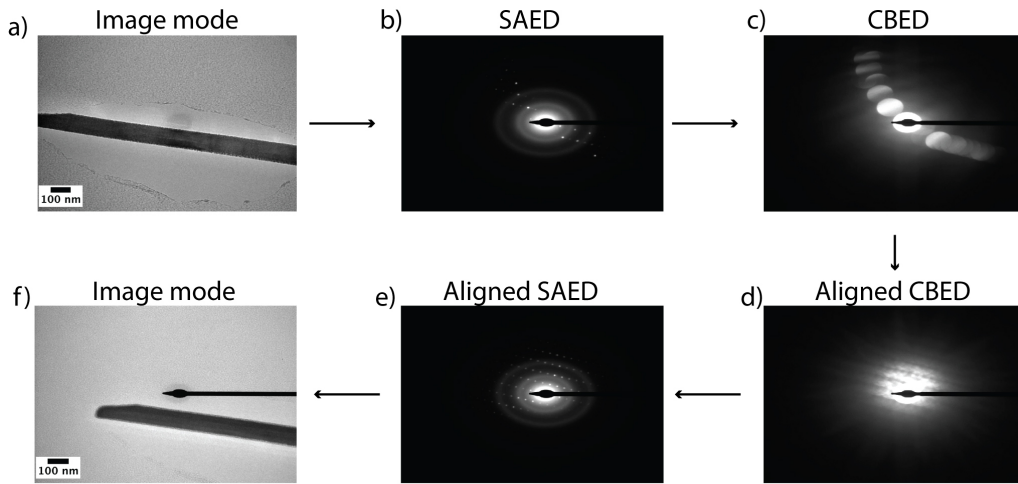 a) Image mode
b) SAED
c) CBED
100 nm
f) Image mode
e) Aligned SAED
d) Aligned CBED
100 nm